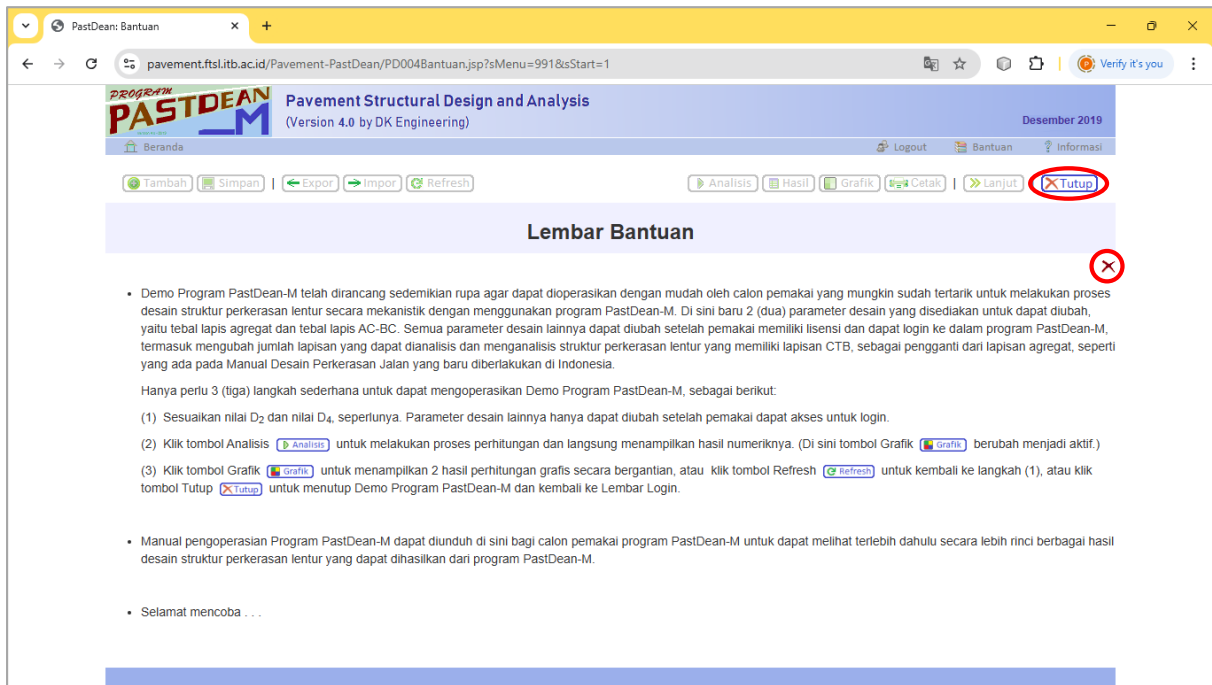 PastDean: Bantuan
pavement.ftsl.itb.ac.id/Pavement-PastDean/PD004Bantuan.jsp?sMenu=991&sStart=1
Verify it's you
PROGRAM
PASTDEAN
_M
Pavement Structural Design and Analysis
(Version 4.0 by DK Engineering)
Desember 2019
Beranda
Logout Bantuan Informasi
Tambah Simpan | Expor Impor Refresh
Analisis Hasil Grafik Cetak | Lanjut Tutup
Lembar Bantuan
• Demo Program PastDean-M telah dirancang sedemikian rupa agar dapat dioperasikan dengan mudah oleh calon pemakai yang mungkin sudah tertarik untuk melakukan proses
desain struktur perkerasan lentur secara mekanistik dengan menggunakan program PastDean-M. Di sini baru 2 (dua) parameter desain yang disediakan untuk dapat diubah,
yaitu tebal lapis agregat dan tebal lapis AC-BC. Semua parameter desain lainnya dapat diubah setelah pemakai memiliki lisensi dan dapat login ke dalam program PastDean-M,
termasuk mengubah jumlah lapisan yang dapat dianalisis dan menganalisis struktur perkerasan lentur yang memiliki lapisan CTB, sebagai pengganti dari lapisan agregat, seperti
yang ada pada Manual Desain Perkerasan Jalan yang baru diberlakukan di Indonesia.
Hanya perlu 3 (tiga) langkah sederhana untuk dapat mengoperasikan Demo Program PastDean-M, sebagai berikut:
(1) Sesuaikan nilai D2 dan nilai D4, seperlunya. Parameter desain lainnya hanya dapat diubah setelah pemakai dapat akses untuk login.
(2) Klik tombol Analisis Analisis untuk melakukan proses perhitungan dan langsung menampilkan hasil numeriknya. (Di sini tombol Grafik Grafik berubah menjadi aktif.)
(3) Klik tombol Grafik Grafik untuk menampilkan 2 hasil perhitungan grafis secara bergantian, atau klik tombol Refresh Refresh untuk kembali ke langkah (1), atau klik
tombol Tutup Tutup untuk menutup Demo Program PastDean-M dan kembali ke Lembar Login.
• Manual pengoperasian Program PastDean-M dapat diunduh di sini bagi calon pemakai program PastDean-M untuk dapat melihat terlebih dahulu secara lebih rinci berbagai hasil
desain struktur perkerasan lentur yang dapat dihasilkan dari program PastDean-M.
• Selamat mencoba . . .